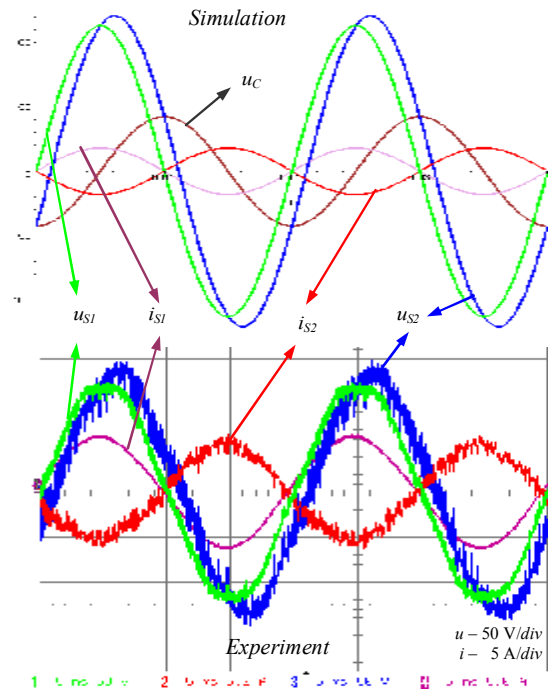 Simulation
u_C
u_S1
i_S1
i_S2
u_S2
Experiment
u – 50 V/div
i – 5 A/div